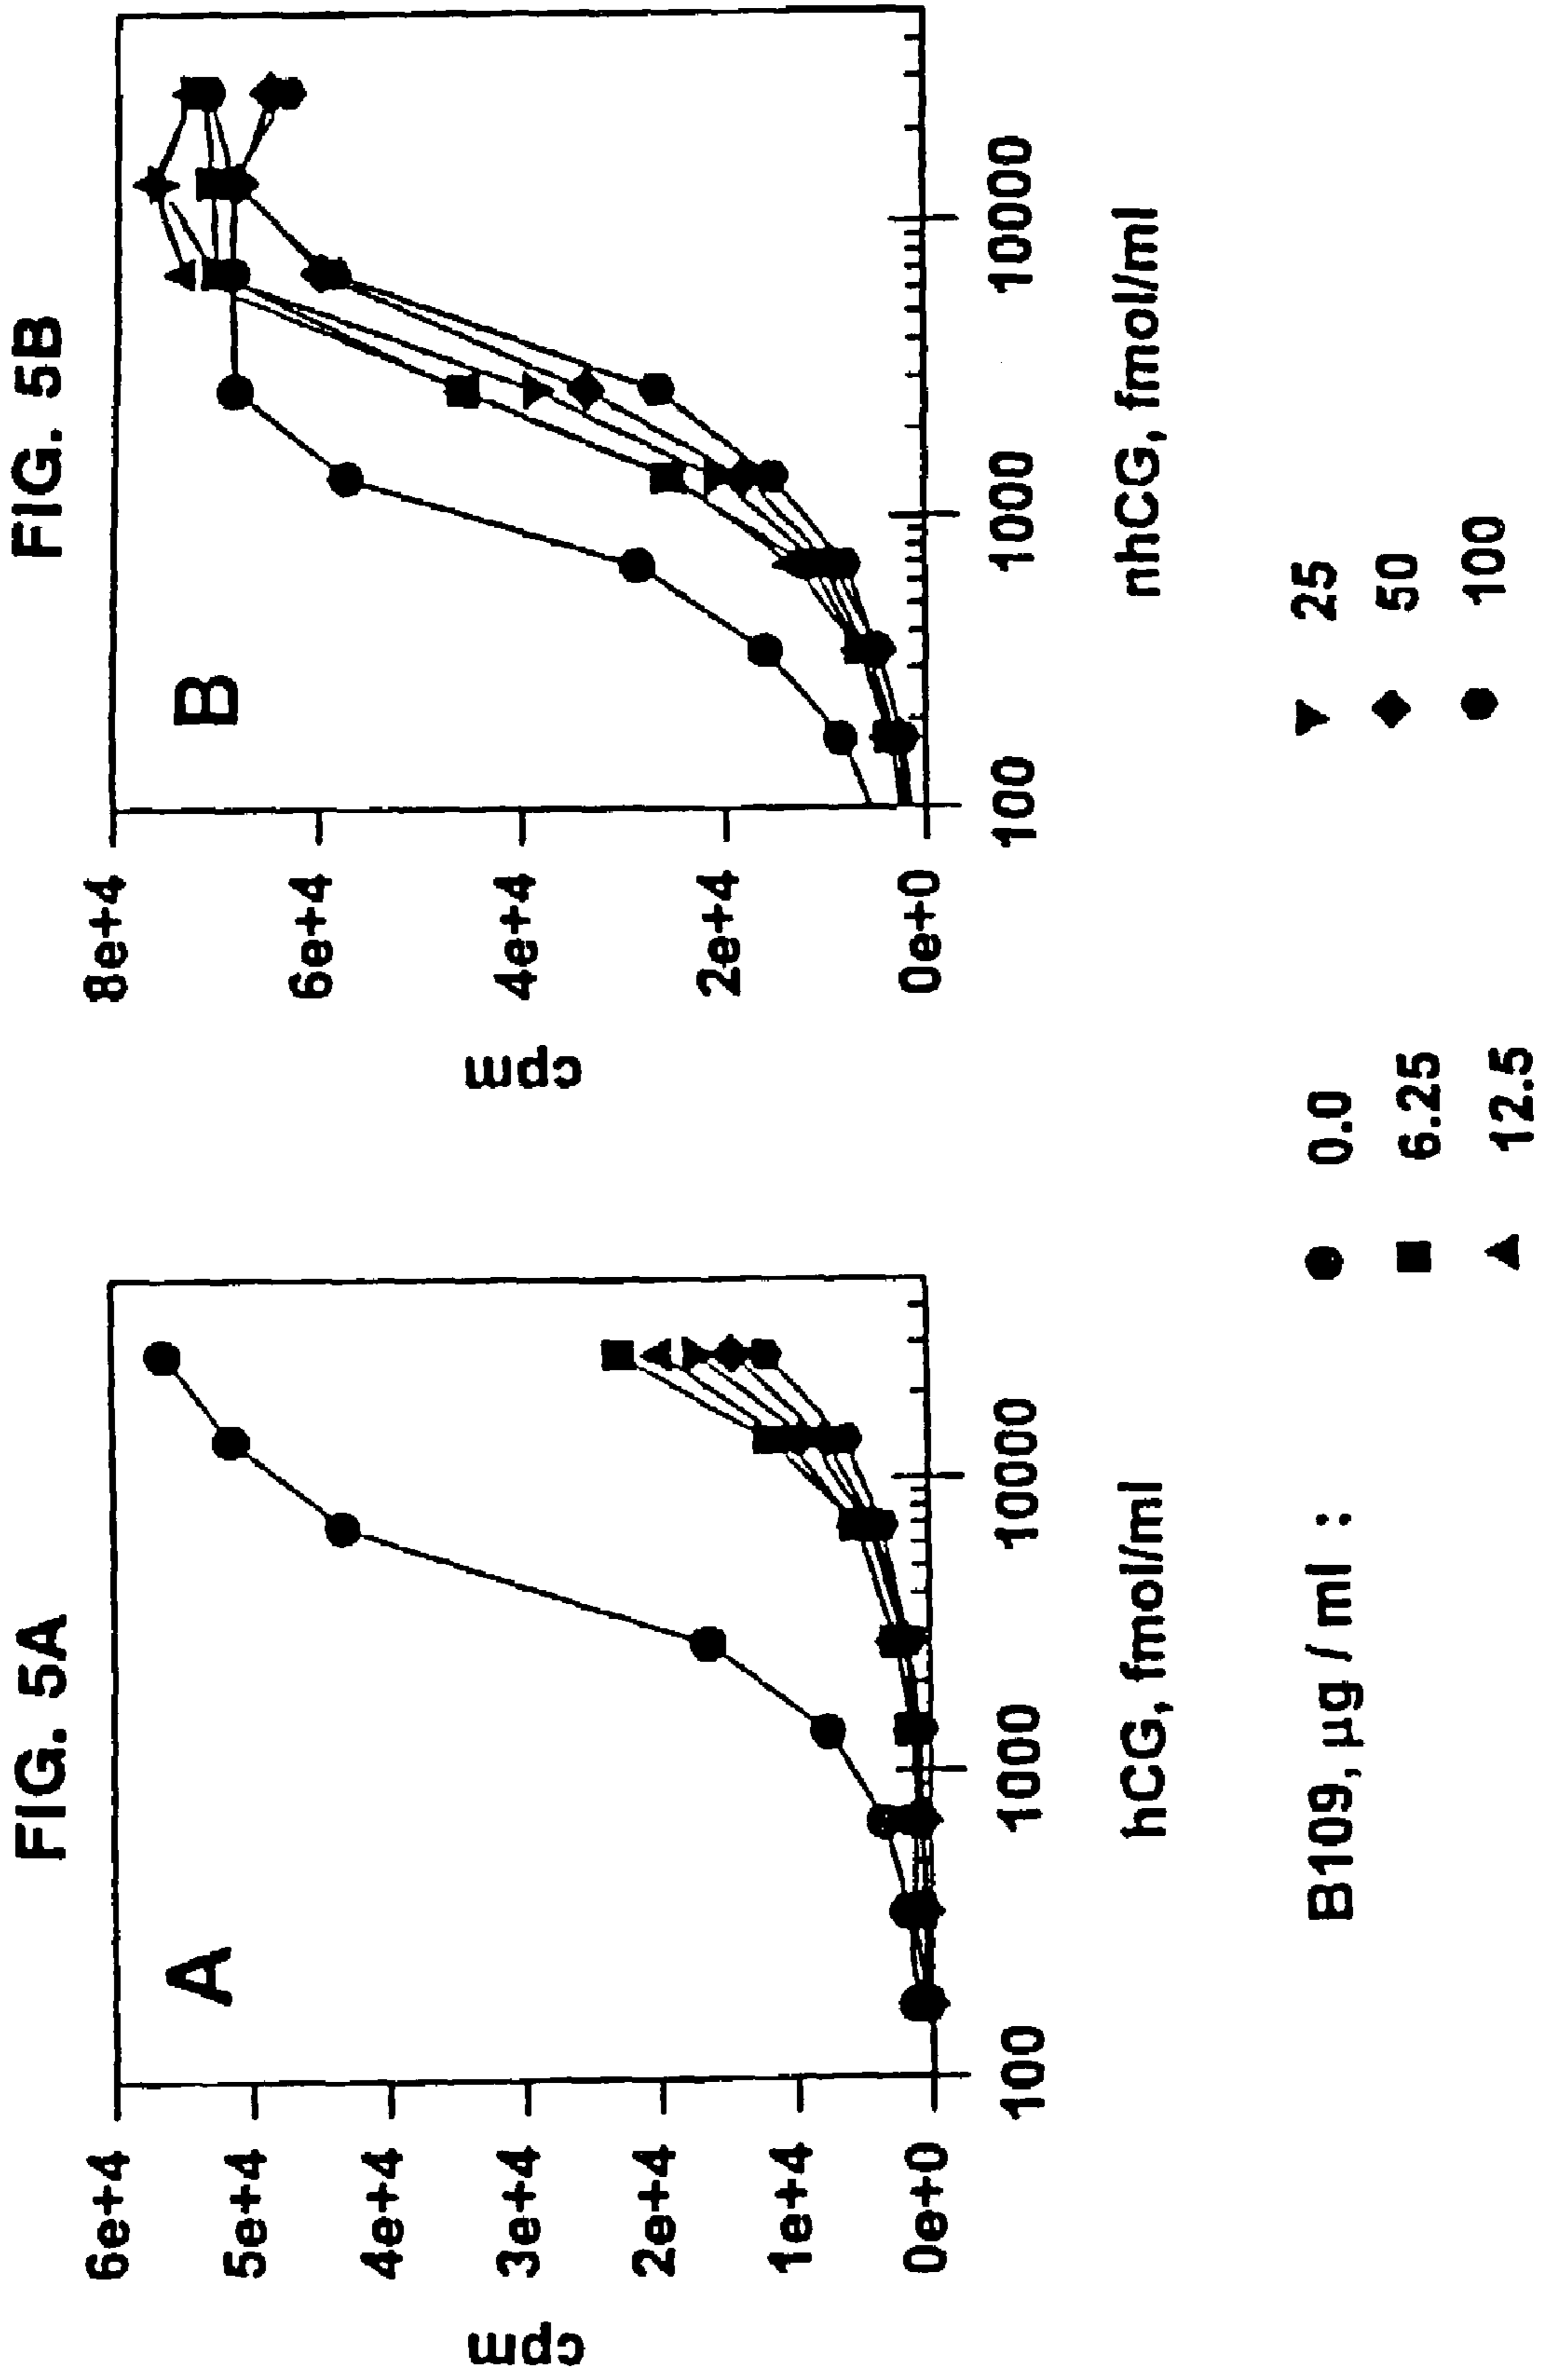 FIG. 5A
A
cpm
6e+4
5e+4
4e+4
3e+4
2e+4
1e+4
0e+0
100
1000
10000
hCG, fmol/ml
FIG. 5B
B
cpm
8e+4
6e+4
4e+4
2e+4
0e+0
100
1000
10000
nhCG, fmol/ml
B109, µg / ml :
0.0
6.25
12.5
25
50
100